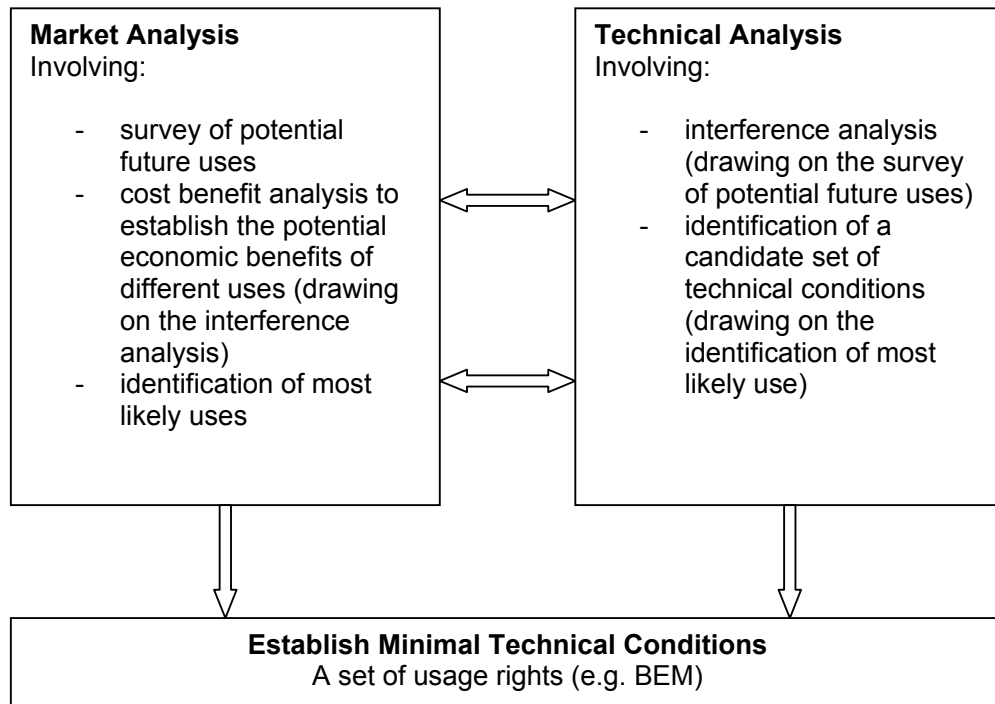 Market Analysis
Involving:
- survey of potential
future uses
- cost benefit analysis to
establish the potential
economic benefits of
different uses (drawing
on the interference
analysis)
- identification of most
likely uses
Technical Analysis
Involving:
- interference analysis
(drawing on the survey
of potential future uses)
- identification of a
candidate set of
technical conditions
(drawing on the
identification of most
likely use)
Establish Minimal Technical Conditions
A set of usage rights (e.g. BEM)